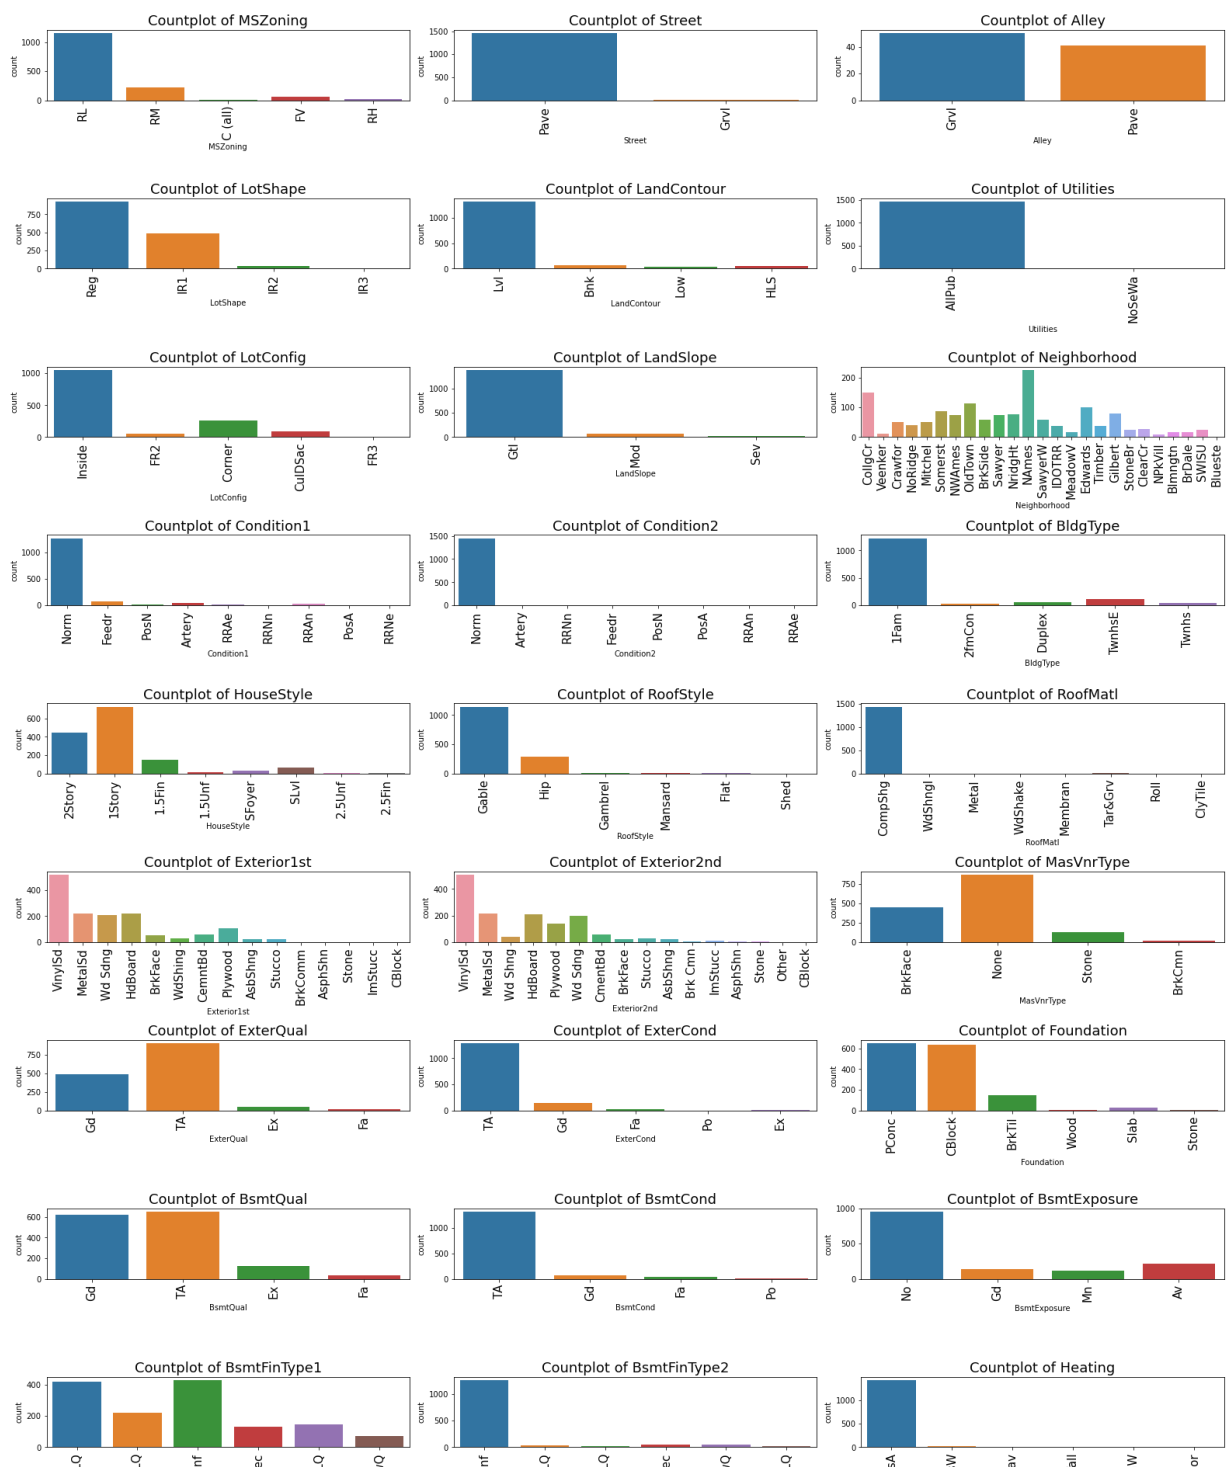 Countplot of MSZoning
Countplot of Street
Countplot of Alley
1000
500
0
count
RL
RM
C (all)
FV
RH
MSZoning
1500
1000
500
0
count
Pave
Grvl
Street
40
20
0
count
Grvl
Pave
Alley
Countplot of LotShape
Countplot of LandContour
Countplot of Utilities
750
500
250
0
count
Reg
IR1
IR2
IR3
LotShape
1000
500
0
count
Lvl
Bnk
Low
HLS
LandContour
1500
1000
500
0
count
AllPub
NoSeWa
Utilities
Countplot of LotConfig
Countplot of LandSlope
Countplot of Neighborhood
1000
500
0
count
Inside
FR2
Corner
CulDSac
FR3
LotConfig
1000
500
0
count
Gtl
Mod
Sev
LandSlope
200
100
0
count
CollgCr
Veenker
Crawfor
NoRidge
Mitchel
Somerst
NWAmes
OldTown
BrkSide
Sawyer
NridgHt
NAmes
SawyerW
IDOTRR
MeadowV
Edwards
Timber
Gilbert
StoneBr
ClearCr
NPkVill
Blmngtn
BrDale
SWISU
Blueste
Neighborhood
Countplot of Condition1
Countplot of Condition2
Countplot of BldgType
1000
500
0
count
Norm
Feedr
PosN
Artery
RRAe
RRNn
RRAn
PosA
RRNe
Condition1
1500
1000
500
0
count
Norm
Artery
RRNn
Feedr
PosN
PosA
RRAn
RRAe
Condition2
1000
500
0
count
1Fam
2fmCon
Duplex
TwnhsE
Twnhs
BldgType
Countplot of HouseStyle
Countplot of RoofStyle
Countplot of RoofMatl
600
400
200
0
count
2Story
1Story
1.5Fin
1.5Unf
SFoyer
SLvl
2.5Unf
2.5Fin
HouseStyle
1000
500
0
count
Gable
Hip
Gambrel
Mansard
Flat
Shed
RoofStyle
1500
1000
500
0
count
CompShg
WdShngl
Metal
WdShake
Membran
Tar&Grv
Roll
ClyTile
RoofMatl
Countplot of Exterior1st
Countplot of Exterior2nd
Countplot of MasVnrType
400
200
0
count
VinylSd
MetalSd
Wd Sdng
HdBoard
BrkFace
WdShing
CemntBd
Plywood
AsbShng
Stucco
BrkComm
AsphShn
Stone
ImStucc
CBlock
Exterior1st
400
200
0
count
VinylSd
MetalSd
Wd Shng
HdBoard
Plywood
Wd Sdng
CmentBd
BrkFace
Stucco
AsbShng
Brk Cmn
ImStucc
AsphShn
Stone
Other
CBlock
Exterior2nd
750
500
250
0
count
BrkFace
None
Stone
BrkCmn
MasVnrType
Countplot of ExterQual
Countplot of ExterCond
Countplot of Foundation
750
500
250
0
count
Gd
TA
Ex
Fa
ExterQual
1000
500
0
count
TA
Gd
Fa
Po
Ex
ExterCond
600
400
200
0
count
PConc
CBlock
BrkTil
Wood
Slab
Stone
Foundation
Countplot of BsmtQual
Countplot of BsmtCond
Countplot of BsmtExposure
600
400
200
0
count
Gd
TA
Ex
Fa
BsmtQual
1000
500
0
count
TA
Gd
Fa
Po
BsmtCond
1000
500
0
count
No
Gd
Mn
Av
BsmtExposure
Countplot of BsmtFinType1
Countplot of BsmtFinType2
Countplot of Heating
400
200
0
count
1000
500
0
count
1000
500
0
count